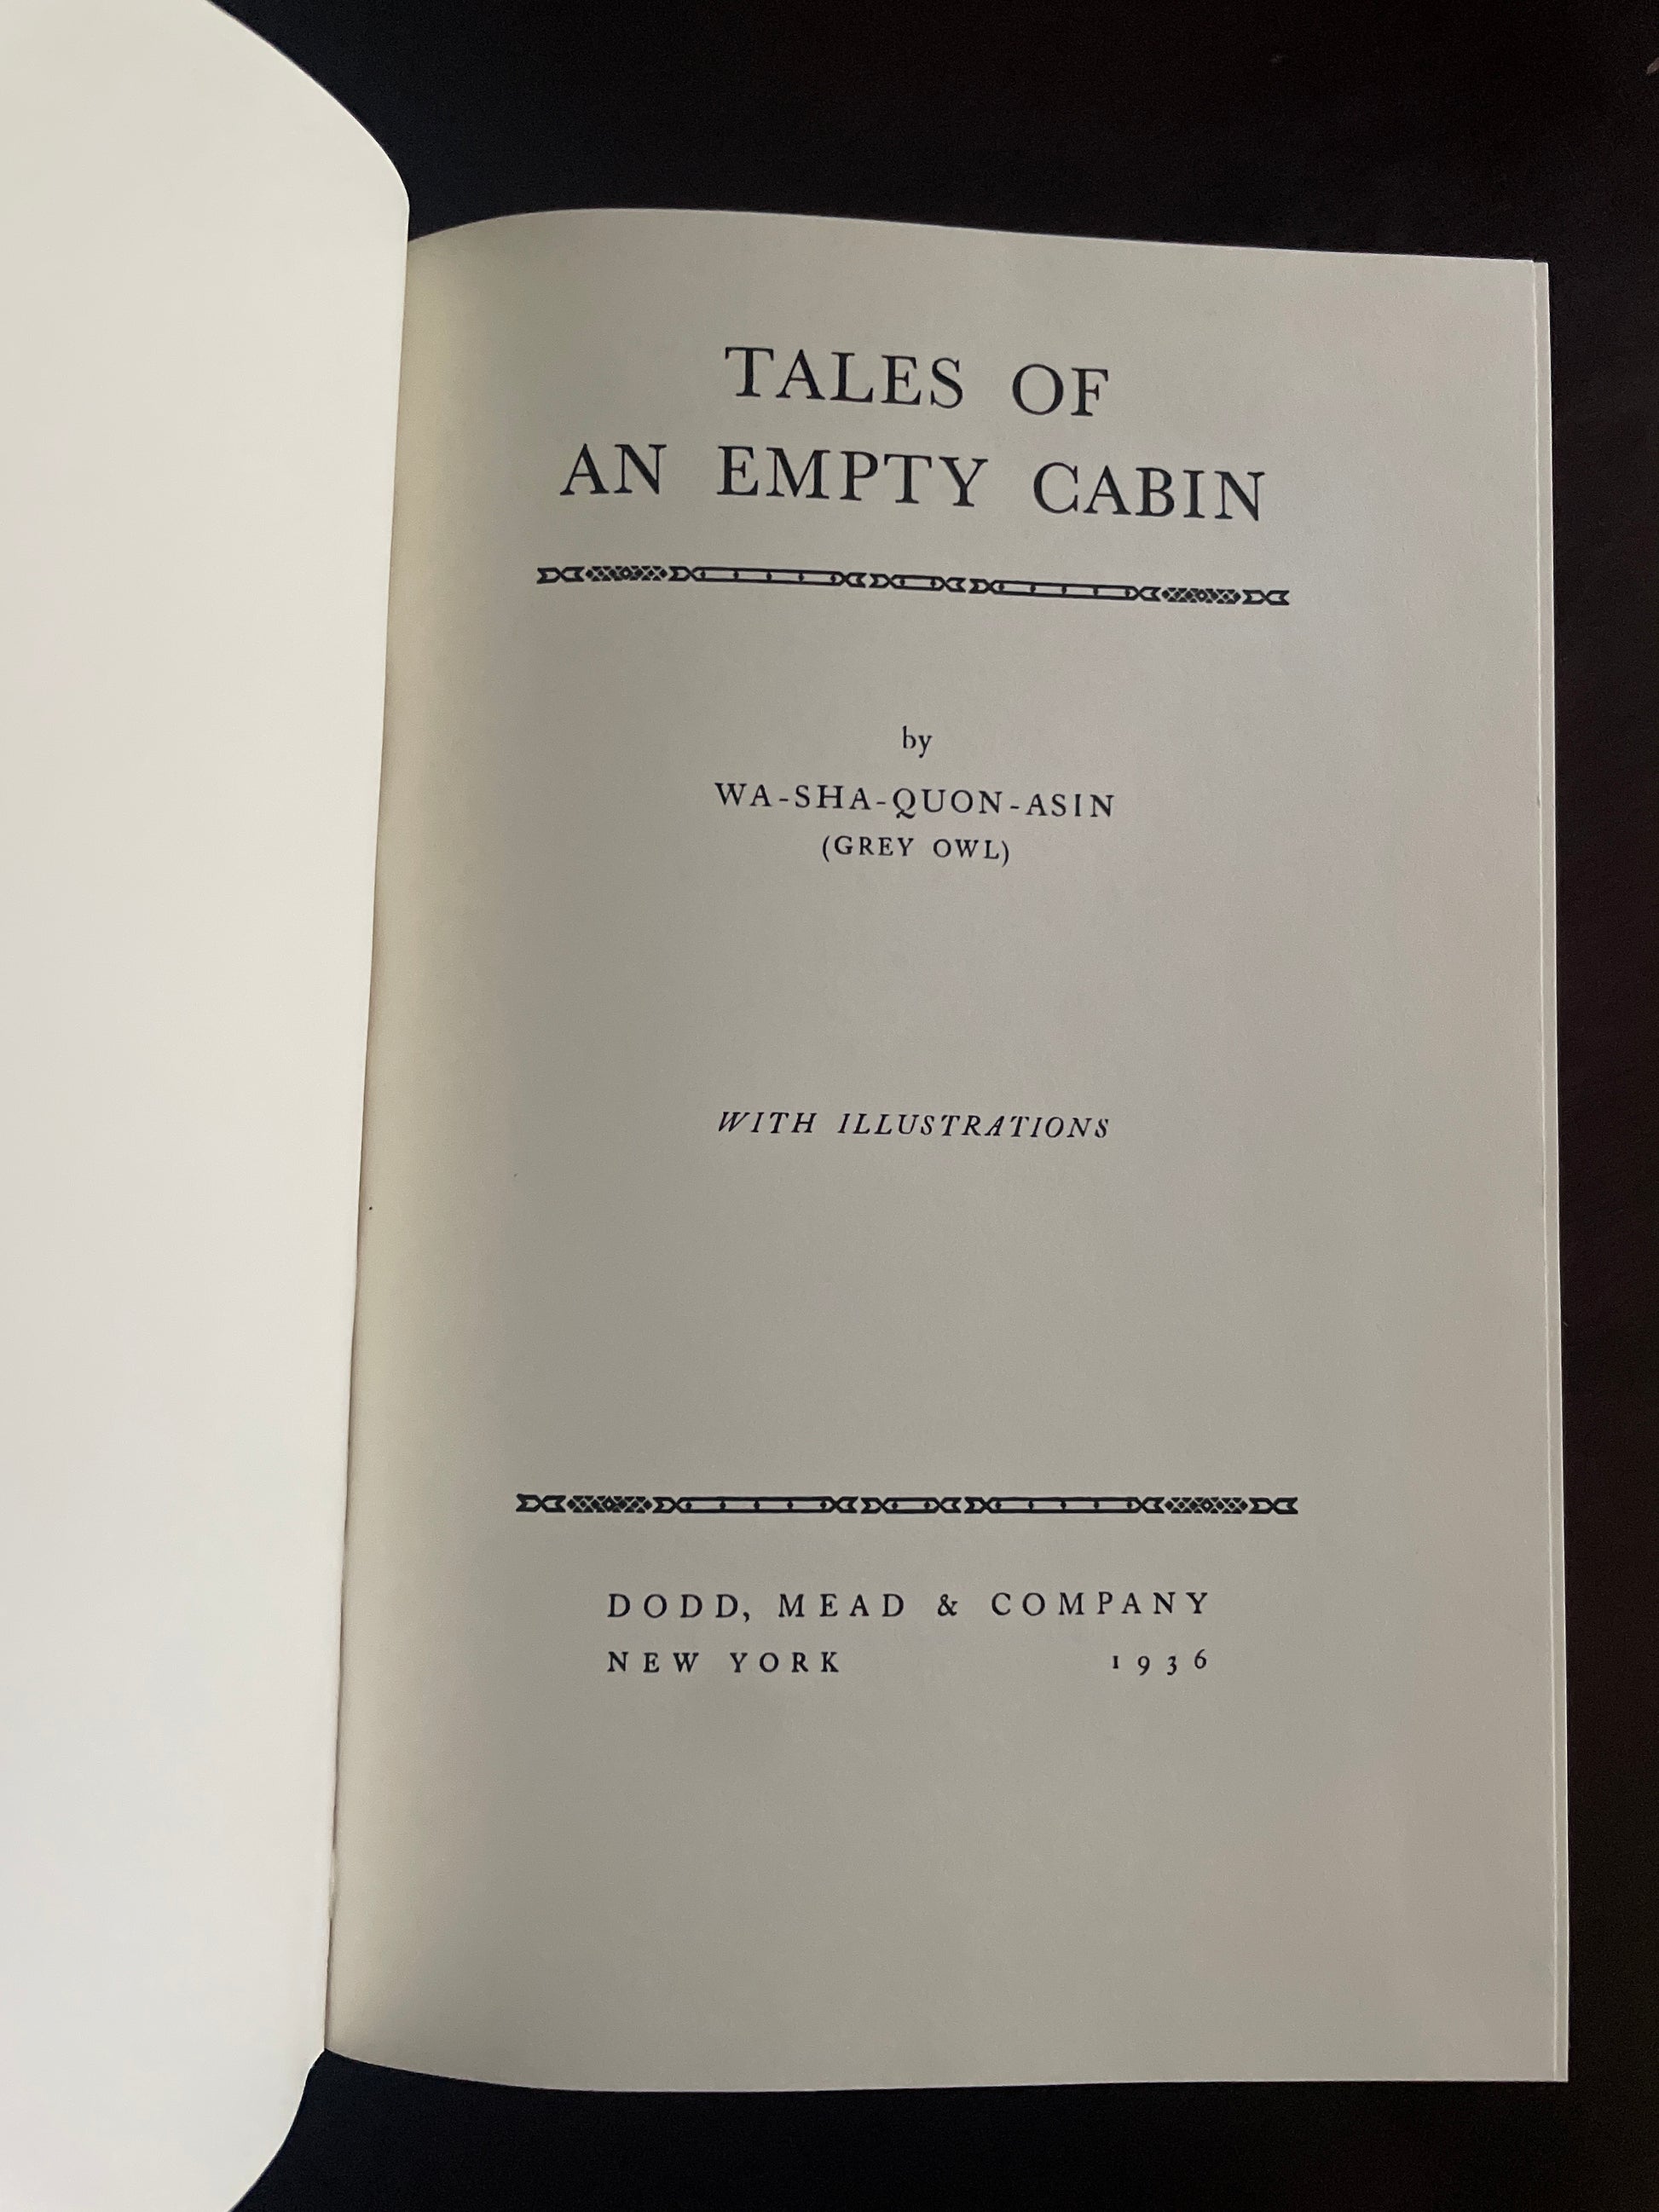 TALES OF
AN EMPTY CABIN
by
WA-SHA-QUON-ASIN
(GREY OWL)
WITH ILLUSTRATIONS
DODD, MEAD & COMPANY
NEW YORK 1936